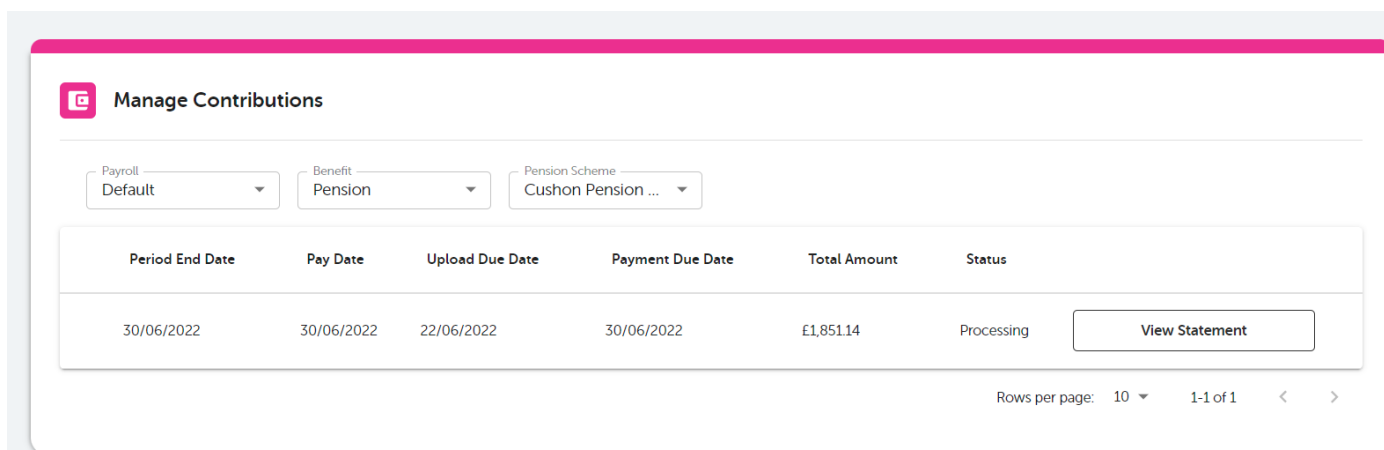 Manage Contributions
Payroll Benefit Pension Scheme
Default Pension Cushon Pension ...
Period End Date Pay Date Upload Due Date Payment Due Date Total Amount Status
30/06/2022 30/06/2022 22/06/2022 30/06/2022 £1,851.14 Processing View Statement
Rows per page: 10 1-1 of 1